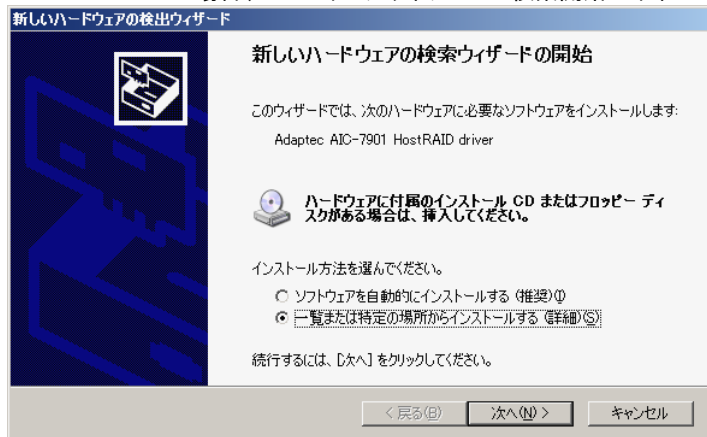 新しいハードウェアの検出ウィザード
新しいハードウェアの検索ウィザードの開始
このウィザードでは、次のハードウェアに必要なソフトウェアをインストールします:
Adaptec AIC-7901 HostRAID driver
ハードウェアに付属のインストール CD またはフロッピー ディ
スクがある場合は、挿入してください。
インストール方法を選んでください。
ソフトウェアを自動的にインストールする (推奨)(I)
一覧または特定の場所からインストールする (詳細)(S)
続行するには、[次へ] をクリックしてください。
< 戻る(B)
次へ(N) >
キャンセル